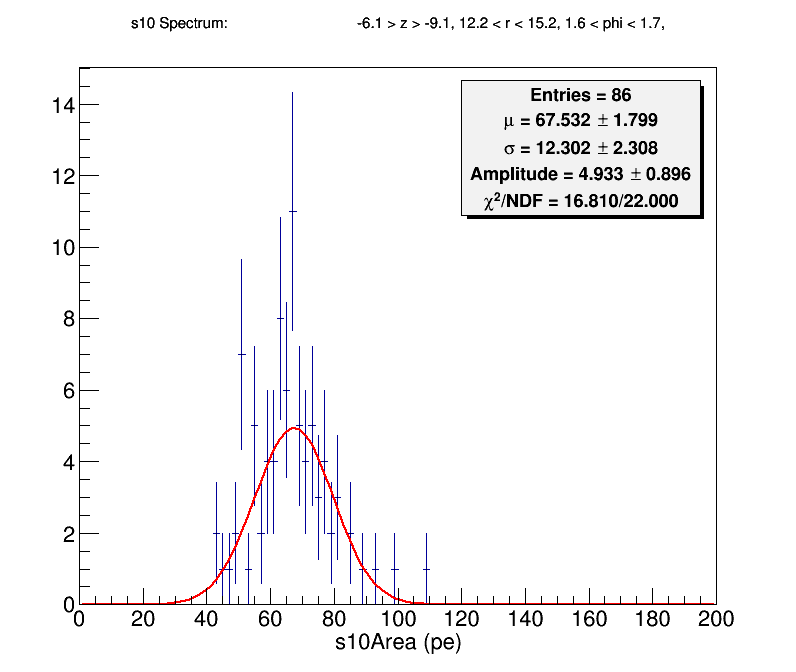 s10 Spectrum: -6.1 > z > -9.1, 12.2 < r < 15.2, 1.6 < phi < 1.7,
Entries = 86
μ = 67.532 ± 1.799
σ = 12.302 ± 2.308
Amplitude = 4.933 ± 0.896
χ²/NDF = 16.810/22.000
14
12
10
8
6
4
2
0
0 20 40 60 80 100 120 140 160 180 200
s10Area (pe)